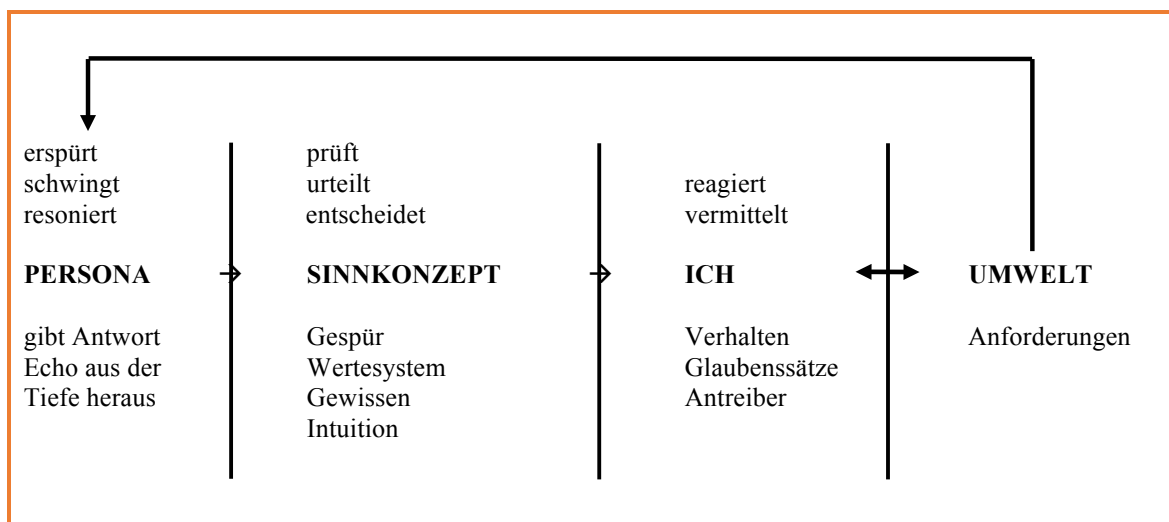 erspürt
schwingt
resoniert
PERSONA
gibt Antwort
Echo aus der
Tiefe heraus
prüft
urteilt
entscheidet
SINNKONZEPT
Gespür
Wertesystem
Gewissen
Intuition
reagiert
vermittelt
ICH
Verhalten
Glaubenssätze
Antreiber
UMWELT
Anforderungen